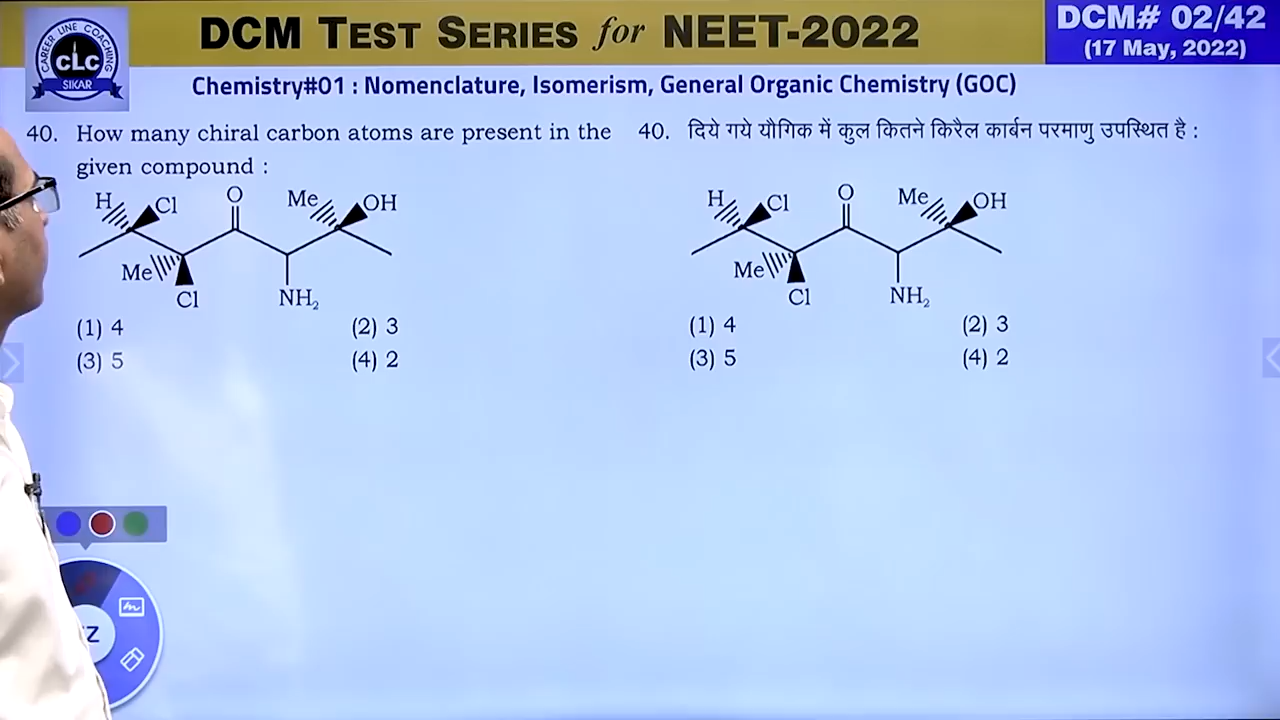 CAREER LINE COACHING
CLC
SIKAR
DCM TEST SERIES for NEET-2022
DCM# 02/42
(17 May, 2022)
Chemistry#01 : Nomenclature, Isomerism, General Organic Chemistry (GOC)
40. How many chiral carbon atoms are present in the
given compound :
H Cl O Me OH
Me Cl NH₂
(1) 4 (2) 3
(3) 5 (4) 2
40. दिये गये यौगिक में कुल कितने किरैल कार्बन परमाणु उपस्थित है :
H Cl O Me OH
Me Cl NH₂
(1) 4 (2) 3
(3) 5 (4) 2